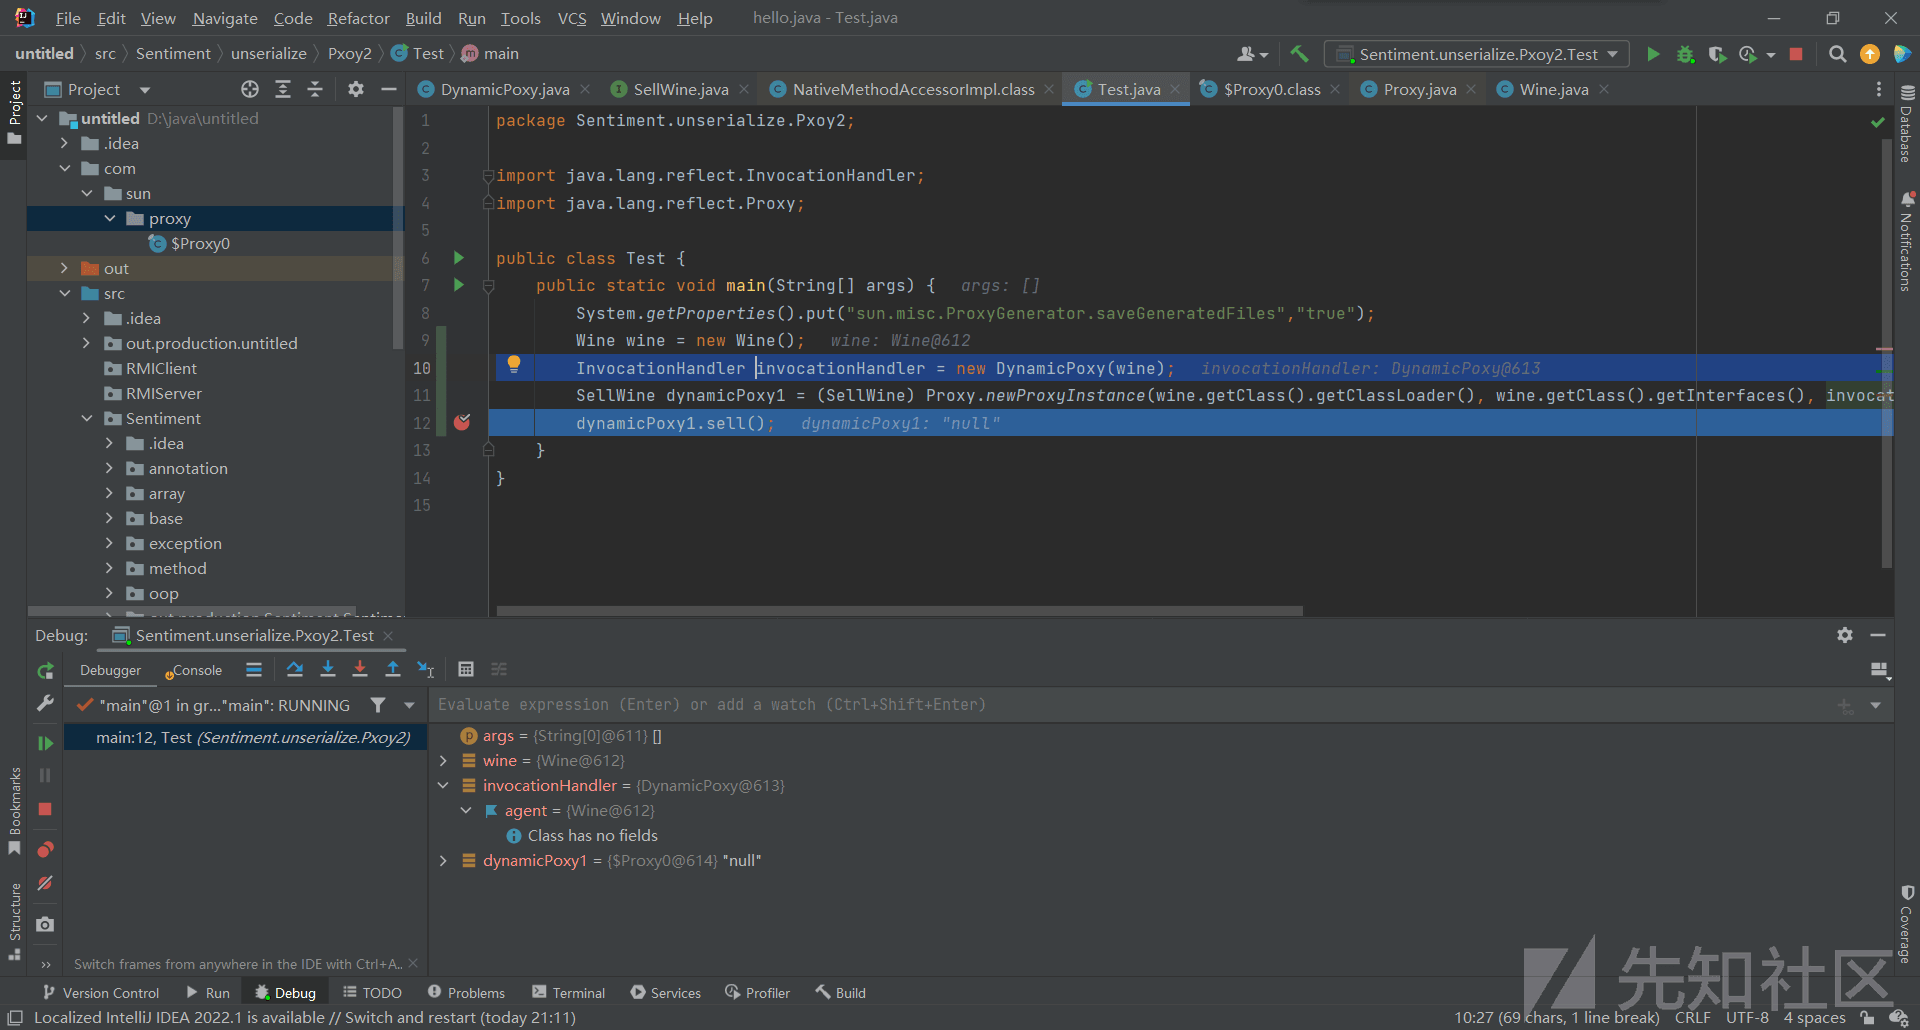 File Edit View Navigate Code Refactor Build Run Tools VCS Window Help hello.java - Test.java
untitled src Sentiment unserialize Pxoy2 Test main
Sentiment.unserialize.Pxoy2.Test
Project
Project
DynamicPoxy.java SellWine.java NativeMethodAccessorImpl.class Test.java $Proxy0.class Proxy.java Wine.java
untitled D:\java\untitled
.idea
com
sun
proxy
$Proxy0
out
src
.idea
out.production.untitled
RMIClient
RMIServer
Sentiment
.idea
annotation
array
base
exception
method
oop
1 package Sentiment.unserialize.Pxoy2;
2
3 import java.lang.reflect.InvocationHandler;
4 import java.lang.reflect.Proxy;
5
6 public class Test {
7 public static void main(String[] args) { args: []
8 System.getProperties().put("sun.misc.ProxyGenerator.saveGeneratedFiles","true");
9 Wine wine = new Wine(); wine: Wine@612
10 InvocationHandler invocationHandler = new DynamicPoxy(wine); invocationHandler: DynamicPoxy@613
11 SellWine dynamicPoxy1 = (SellWine) Proxy.newProxyInstance(wine.getClass().getClassLoader(), wine.getClass().getInterfaces(), invocat
12 dynamicPoxy1.sell(); dynamicPoxy1: "null"
13 }
14 }
15
Database
Notifications
Coverage
Bookmarks
Structure
Debug: Sentiment.unserialize.Pxoy2.Test
Debugger Console
"main"@1 in gr..."main": RUNNING
main:12, Test (Sentiment.unserialize.Pxoy2)
Evaluate expression (Enter) or add a watch (Ctrl+Shift+Enter)
args = {String[0]@611} []
wine = {Wine@612}
invocationHandler = {DynamicPoxy@613}
agent = {Wine@612}
Class has no fields
dynamicPoxy1 = {$Proxy0@614} "null"
Switch frames from anywhere in the IDE with Ctrl+A..
先知社区
Version Control Run Debug TODO Problems Terminal Services Profiler Build
Localized IntelliJ IDEA 2022.1 is available // Switch and restart (today 21:11)
10:27 (69 chars, 1 line break) CRLF UTF-8 4 spaces